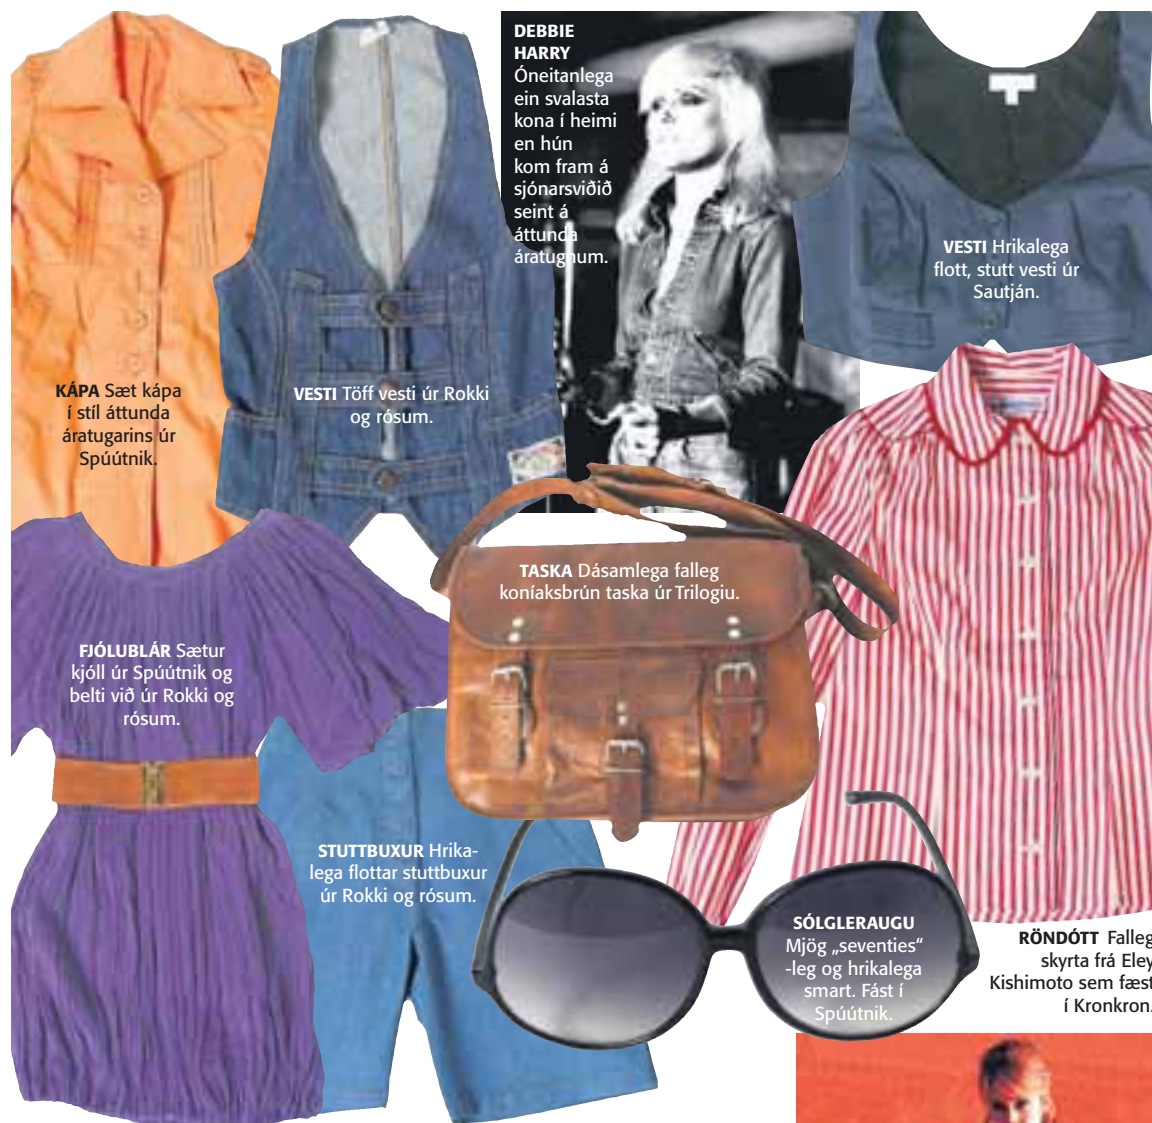 DEBBIE
HARRY
Óneitanlega
ein svalasta
kona í heimi
en hún
kom fram á
sjónarsviðið
seint á
áttunda
áratugnum.
VESTI Hrikalega
flott, stutt vesti úr
Sautján.
KÁPA Sæt kápa
í stíl áttunda
áratugarins úr
Spúútnik.
VESTI Töff vesti úr Rokki
og rósum.
TASKA Dásamlega falleg
koníaksbrún taska úr Trilogiu.
FJÓLUBLÁR Sætur
kjóll úr Spúútnik og
belti við úr Rokki og
rósum.
STUTTBUXUR Hrika-
lega flottar stuttbuxur
úr Rokki og rósum.
SÓLGLERAUGU
Mjög „seventies“
-leg og hrikalega
smart. Fást í
Spúútnik.
RÖNDÓTT Falleg
skyrta frá Eley
Kishimoto sem fæst
í Kronkron.